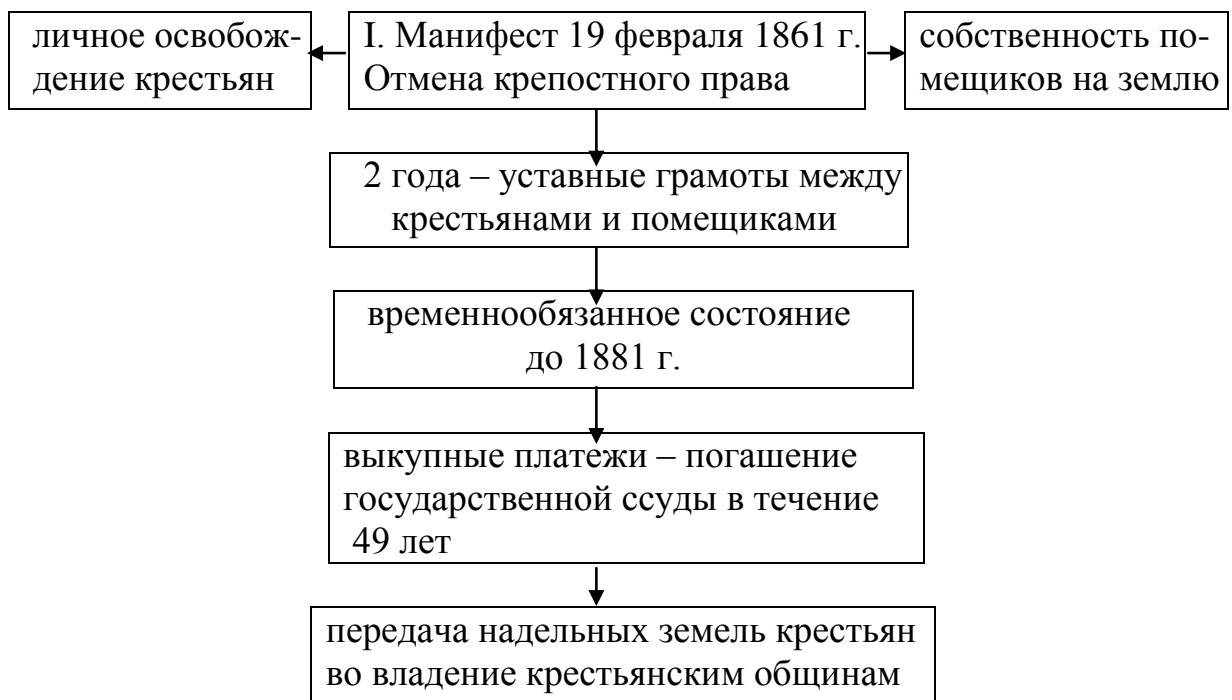 личное освобож-
дение крестьян
I. Манифест 19 февраля 1861 г.
Отмена крепостного права
собственность по-
мещиков на землю
2 года – уставные грамоты между
крестьянами и помещиками
временнообязанное состояние
до 1881 г.
выкупные платежи – погашение
государственной ссуды в течение
49 лет
передача надельных земель крестьян
во владение крестьянским общинам